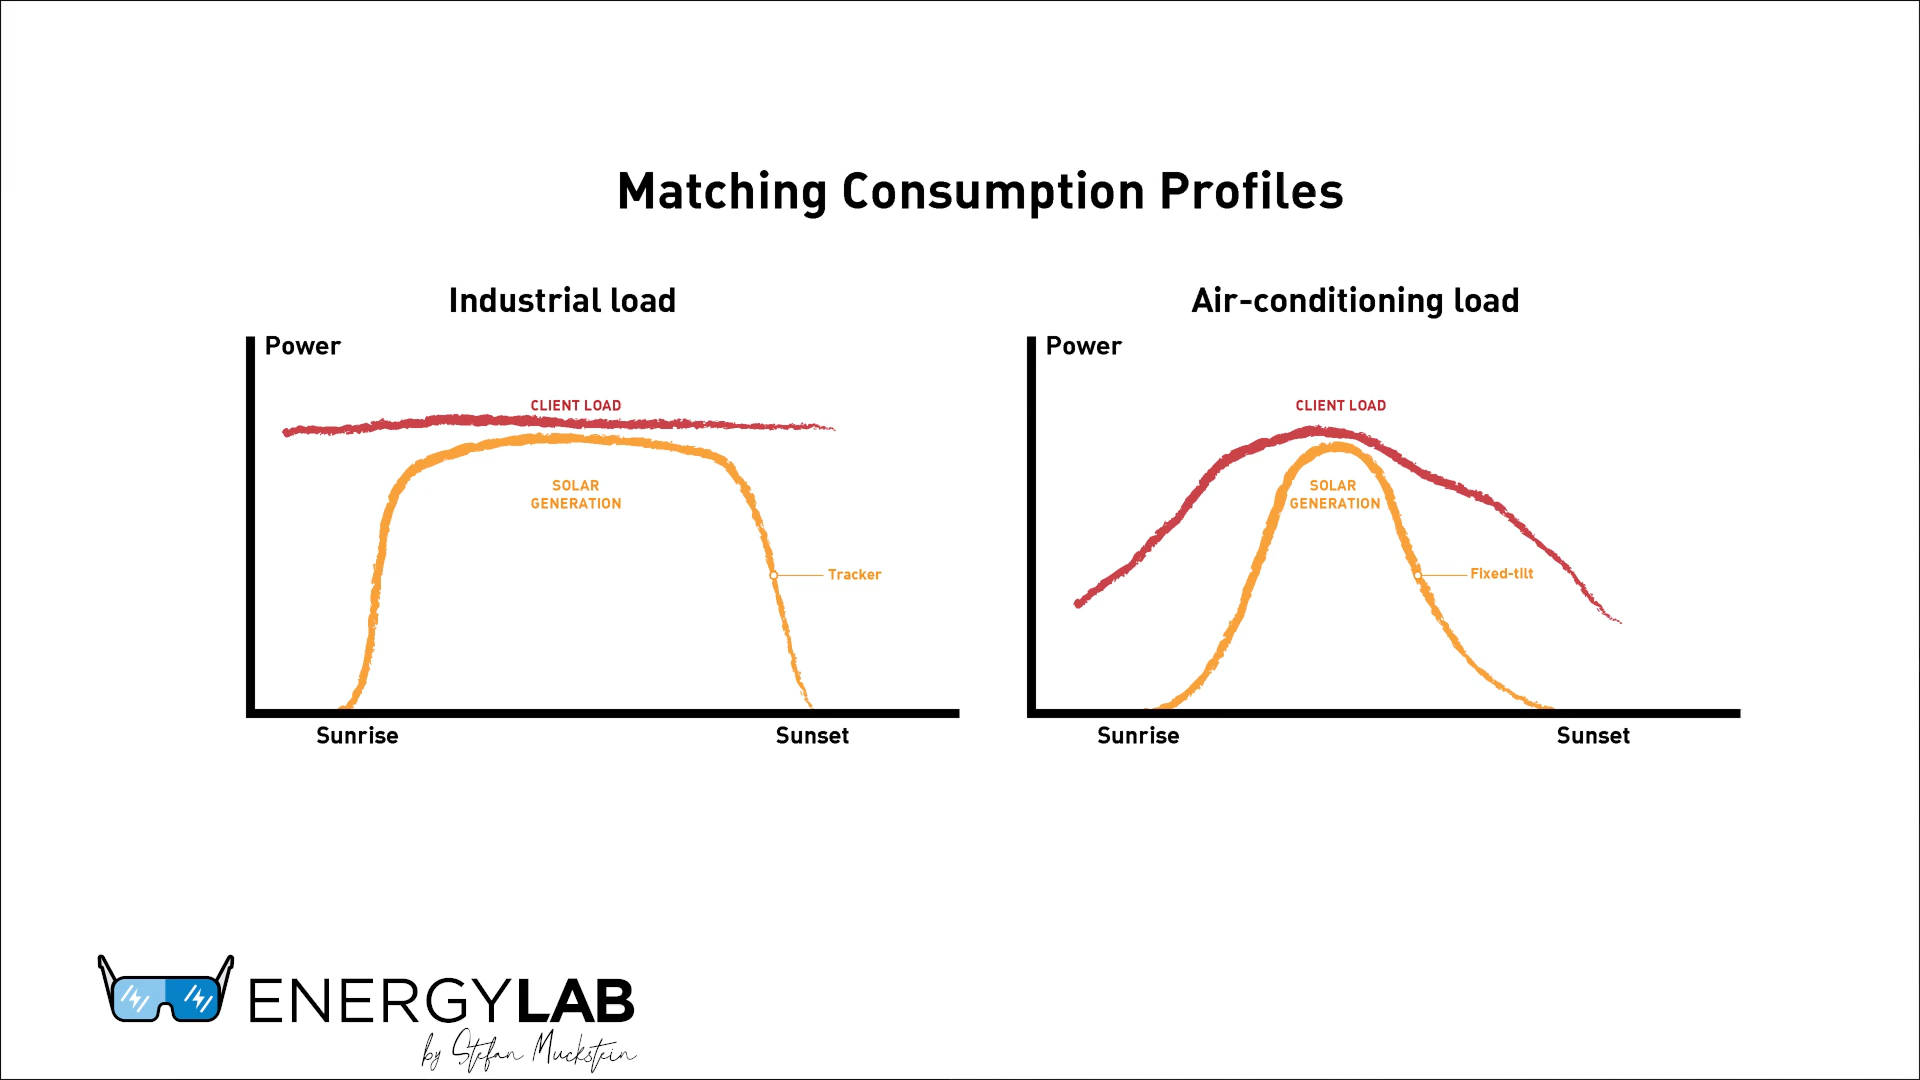 Matching Consumption Profiles
Industrial load
Power
CLIENT LOAD
SOLAR
GENERATION
Tracker
Sunrise
Sunset
Air-conditioning load
Power
CLIENT LOAD
SOLAR
GENERATION
Fixed-tilt
Sunrise
Sunset
ENERGYLAB
by Stefan Muckstein